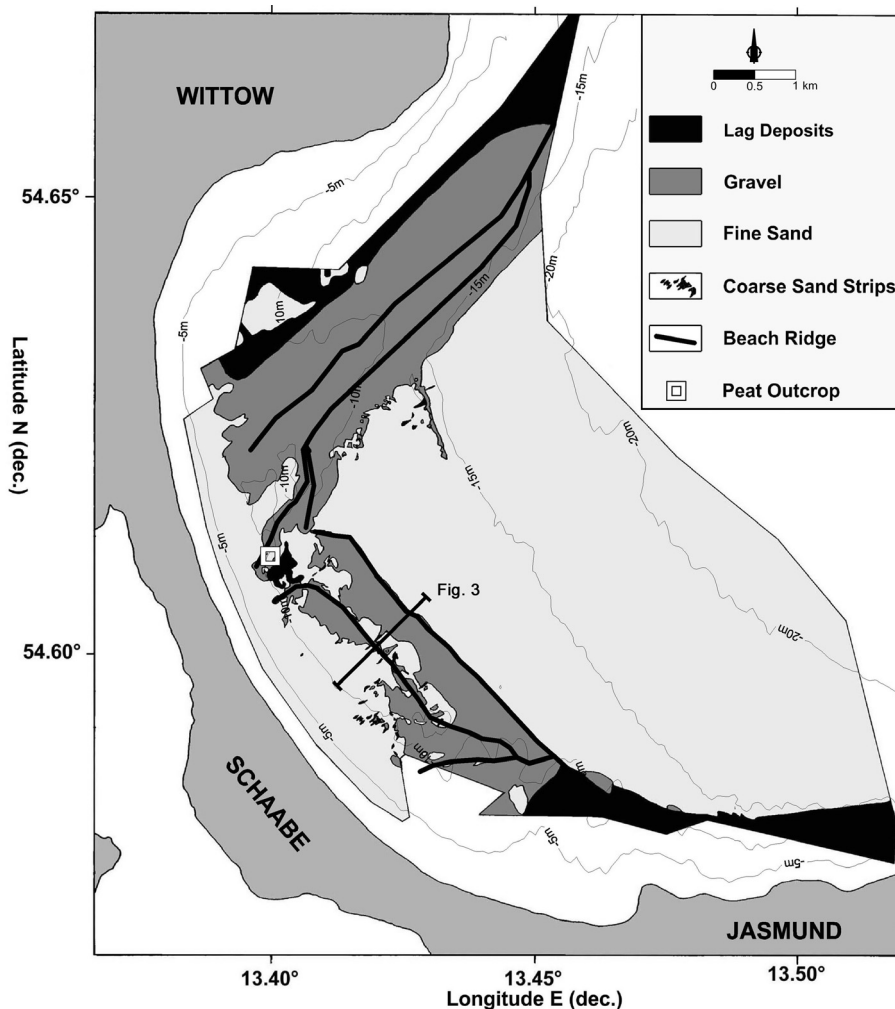 WITTOW
SCHAABE
JASMUND
Fig. 3
-5m
-15m
-20m
-5m
10m
-15m
-10m
-10m
-5m
-15m
-20m
-20m
-10m
-5m
-5m
-5m
0 0.5 1 km
Lag Deposits
Gravel
Fine Sand
Coarse Sand Strips
Beach Ridge
Peat Outcrop
54.65°
54.60°
Latitude N (dec.)
13.40°
13.45°
13.50°
Longitude E (dec.)